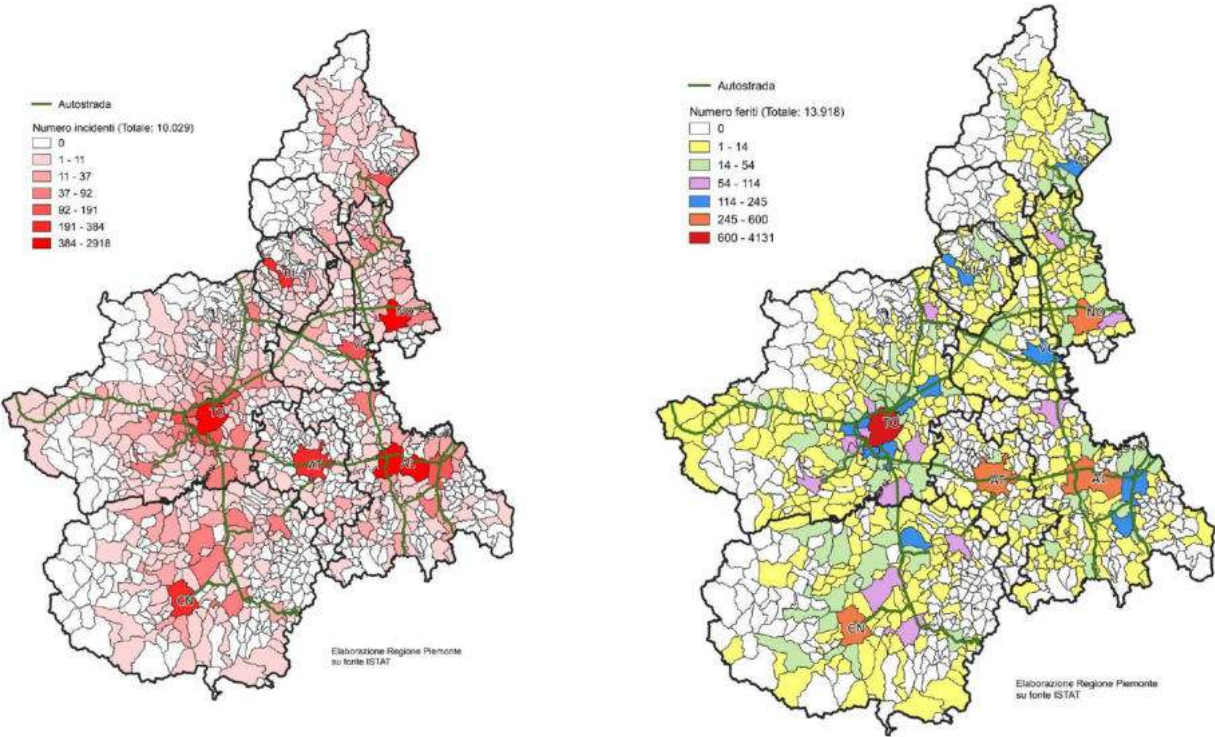 Autostrada
Numero incidenti (Totale: 10.029)
0
1 - 11
11 - 37
37 - 92
92 - 191
191 - 384
384 - 2918
NO
TO
AT
AL
CN
Elaborazione Regione Piemonte
su fonte ISTAT
Autostrada
Numero feriti (Totale: 13.918)
0
1 - 14
14 - 54
54 - 114
114 - 245
245 - 600
600 - 4131
VB
BI
NO
VC
TO
AT
AL
CN
Elaborazione Regione Piemonte
su fonte ISTAT